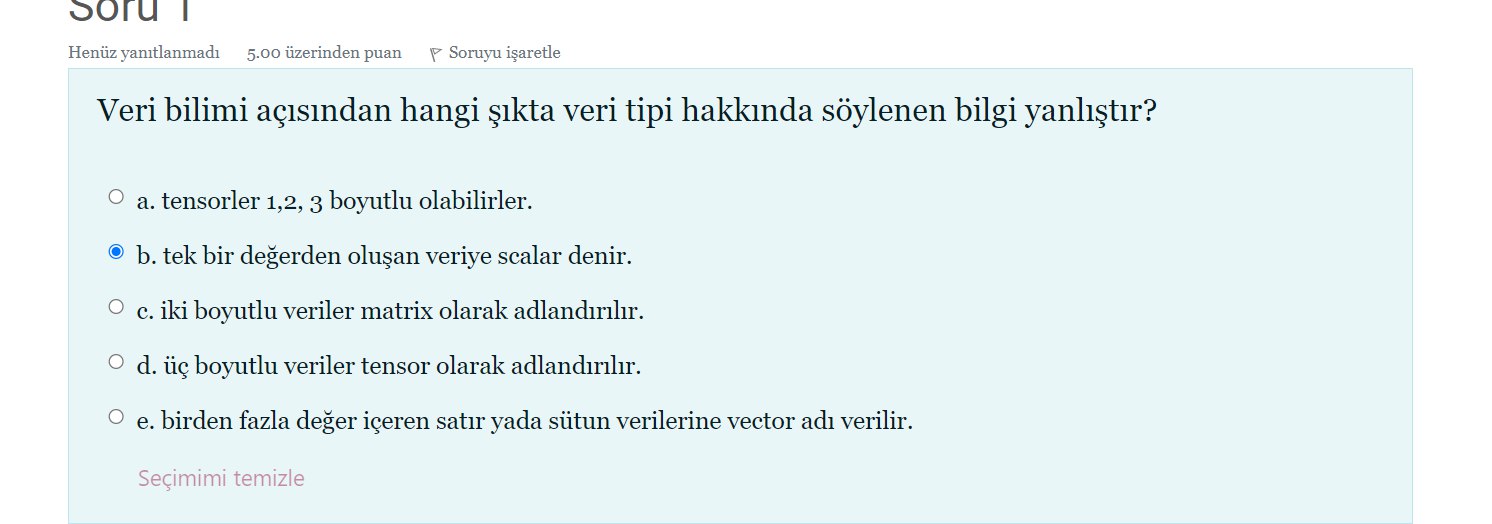 Soru 1
Henüz yanıtlanmadı 5.00 üzerinden puan Soruyu işaretle
Veri bilimi açısından hangi şıkta veri tipi hakkında söylenen bilgi yanlıştır?
a. tensorler 1,2, 3 boyutlu olabilirler.
b. tek bir değerden oluşan veriye scalar denir.
c. iki boyutlu veriler matrix olarak adlandırılır.
d. üç boyutlu veriler tensor olarak adlandırılır.
e. birden fazla değer içeren satır yada sütun verilerine vector adı verilir.
Seçimimi temizle